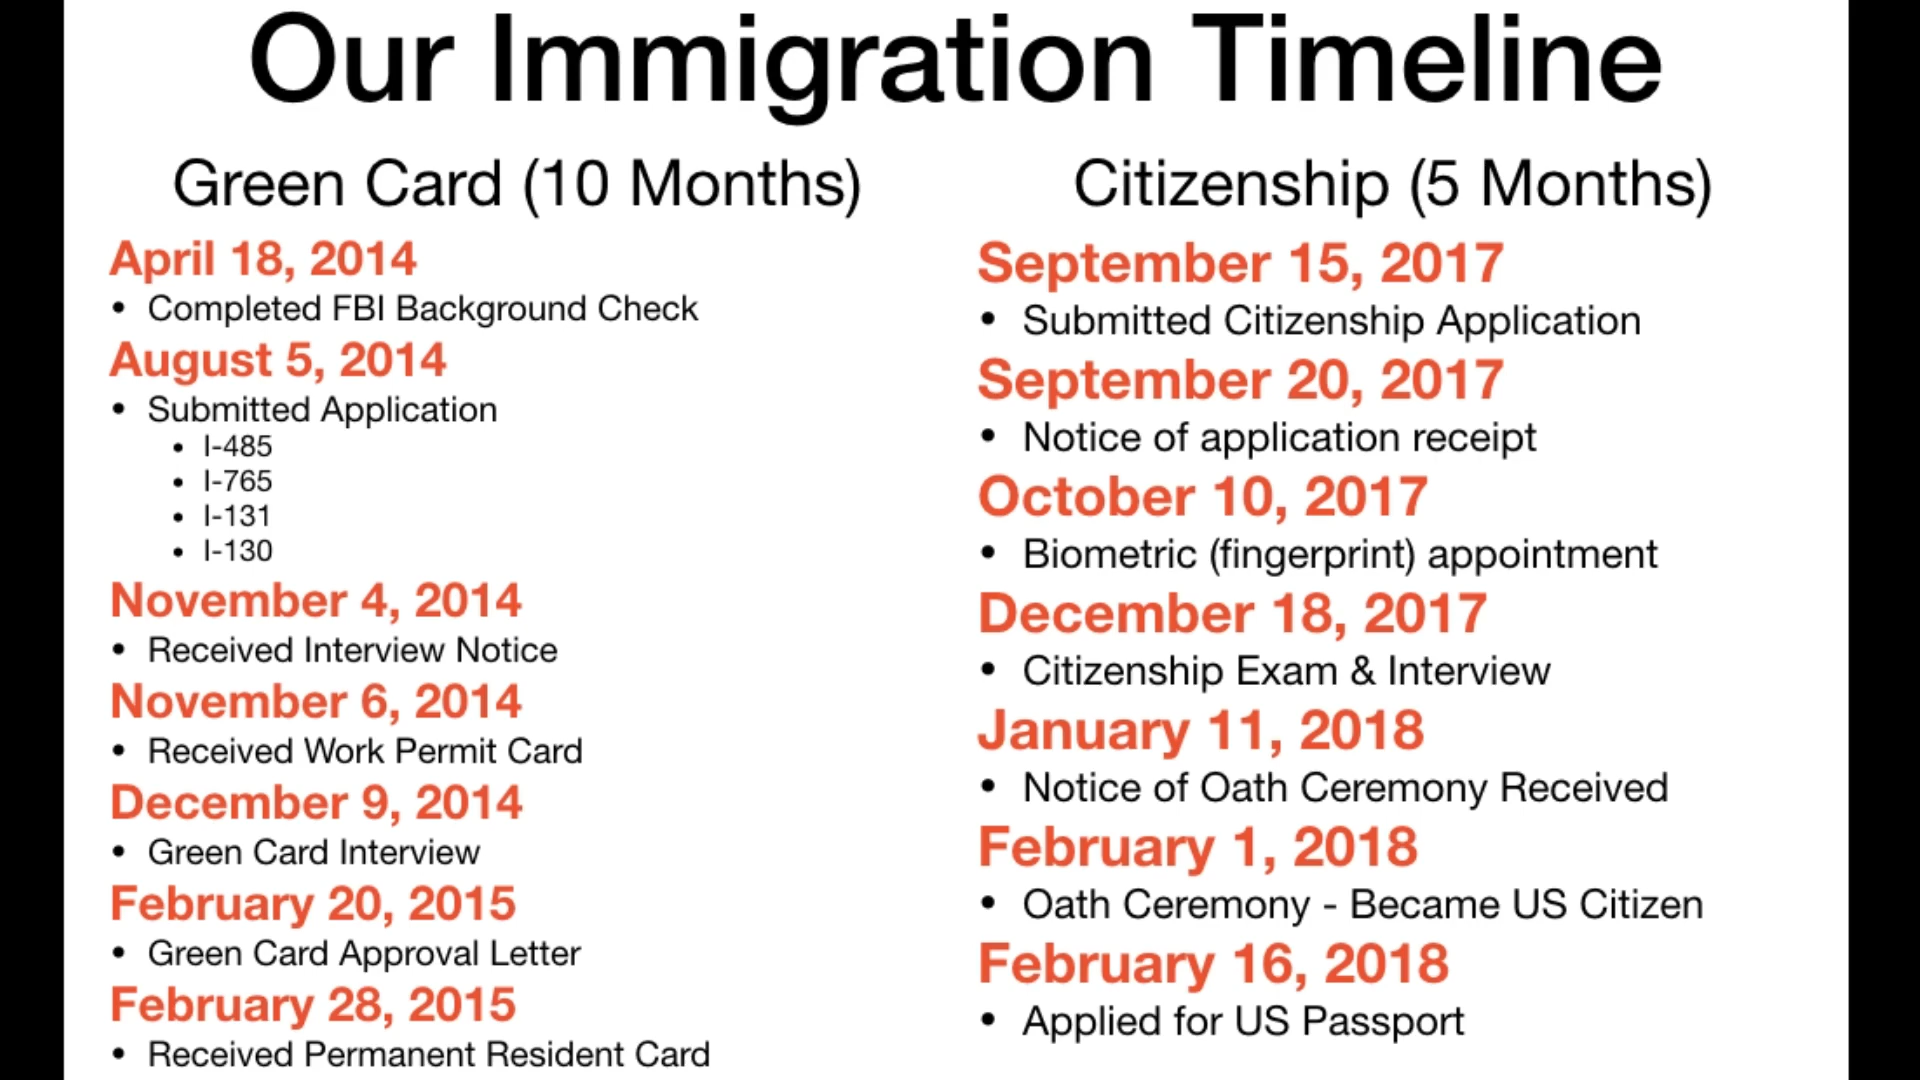 Our Immigration Timeline
Green Card (10 Months)
April 18, 2014
• Completed FBI Background Check
August 5, 2014
• Submitted Application
• I-485
• I-765
• I-131
• I-130
November 4, 2014
• Received Interview Notice
November 6, 2014
• Received Work Permit Card
December 9, 2014
• Green Card Interview
February 20, 2015
• Green Card Approval Letter
February 28, 2015
• Received Permanent Resident Card
Citizenship (5 Months)
September 15, 2017
• Submitted Citizenship Application
September 20, 2017
• Notice of application receipt
October 10, 2017
• Biometric (fingerprint) appointment
December 18, 2017
• Citizenship Exam & Interview
January 11, 2018
• Notice of Oath Ceremony Received
February 1, 2018
• Oath Ceremony - Became US Citizen
February 16, 2018
• Applied for US Passport